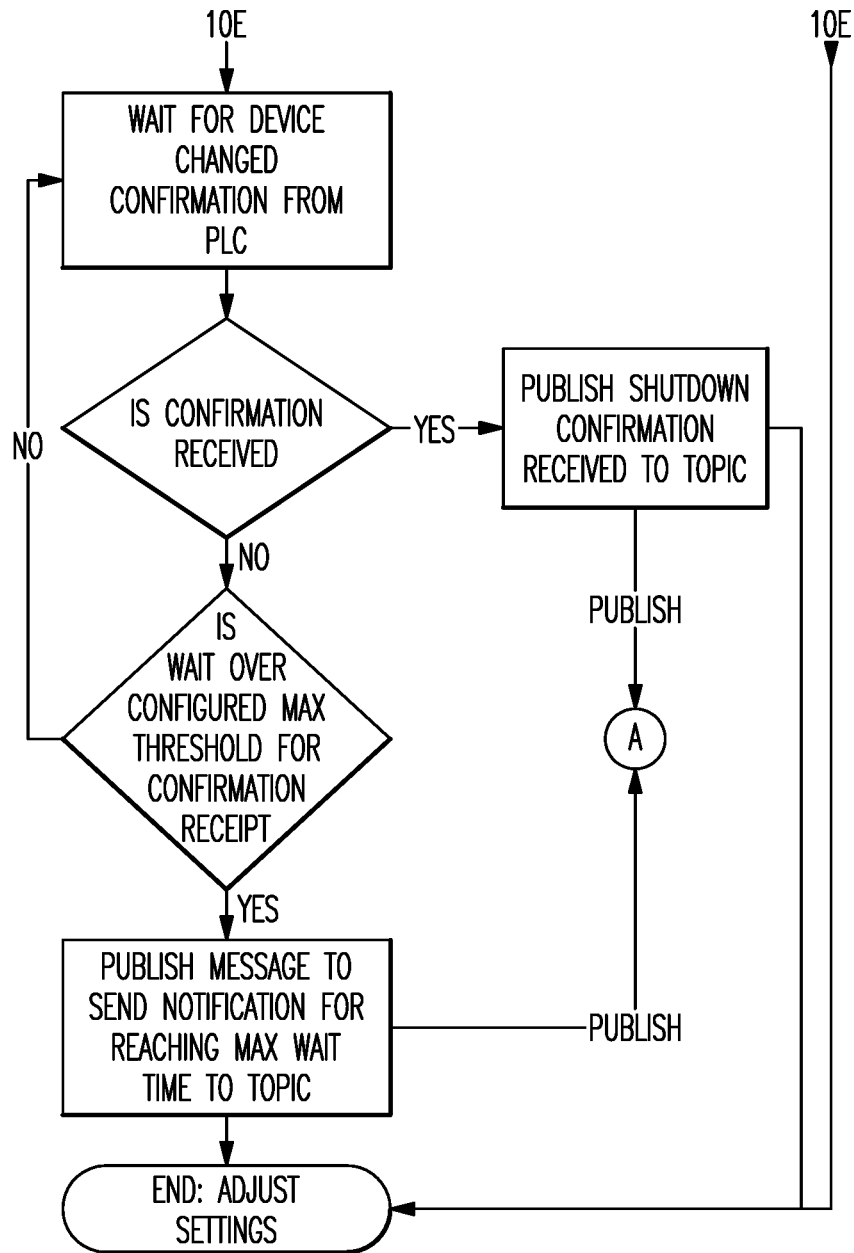 10E
10E
WAIT FOR DEVICE
CHANGED
CONFIRMATION FROM
PLC
IS CONFIRMATION
RECEIVED
YES
PUBLISH SHUTDOWN
CONFIRMATION
RECEIVED TO TOPIC
NO
NO
PUBLISH
IS
WAIT OVER
CONFIGURED MAX
THRESHOLD FOR
CONFIRMATION
RECEIPT
A
YES
PUBLISH MESSAGE TO
SEND NOTIFICATION FOR
REACHING MAX WAIT
TIME TO TOPIC
PUBLISH
END: ADJUST
SETTINGS